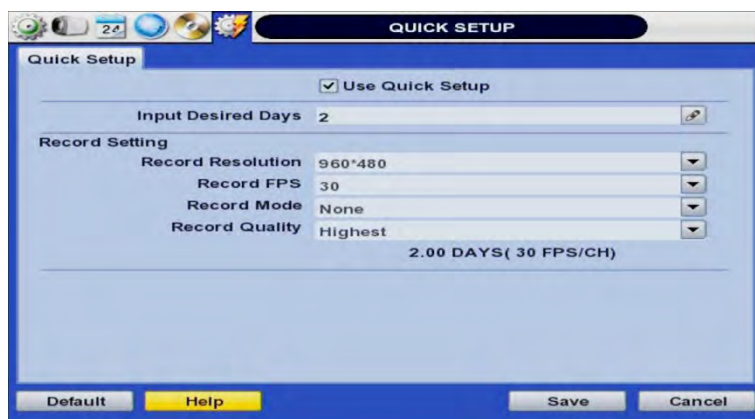 24
QUICK SETUP
Quick Setup
Use Quick Setup
Input Desired Days 2
Record Setting
Record Resolution 960*480
Record FPS 30
Record Mode None
Record Quality Highest
2.00 DAYS( 30 FPS/CH)
Default Help Save Cancel